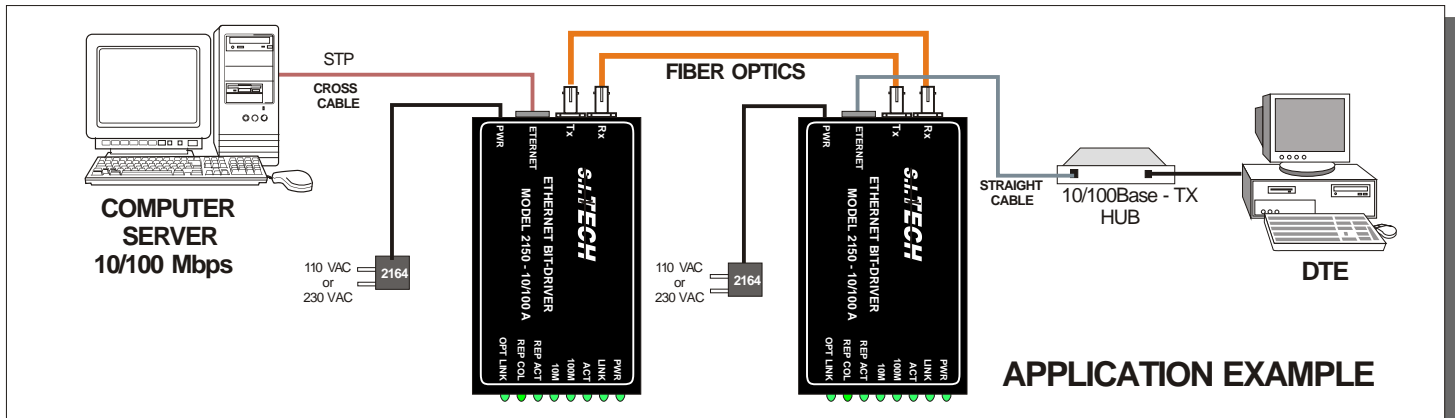 STP
CROSS
CABLE
FIBER OPTICS
COMPUTER
SERVER
10/100 Mbps
110 VAC
or
230 VAC
2164
PWR
ETERNET
Tx
Rx
S.I.TECH
ETHERNET BIT-DRIVER
MODEL 2150 - 10/100 A
OPT LINK
REP COL
REP ACT
10M
100M
ACT
LINK
PWR
110 VAC
or
230 VAC
2164
PWR
ETERNET
Tx
Rx
S.I.TECH
ETHERNET BIT-DRIVER
MODEL 2150 - 10/100 A
OPT LINK
REP COL
REP ACT
10M
100M
ACT
LINK
PWR
STRAIGHT
CABLE
10/100Base - TX
HUB
DTE
APPLICATION EXAMPLE